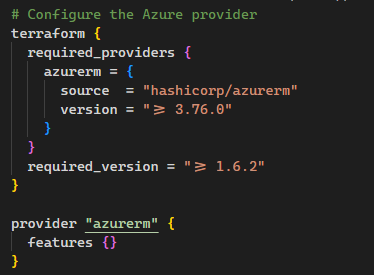 # Configure the Azure provider
terraform {
  required_providers {
    azurerm = {
      source  = "hashicorp/azurerm"
      version = ">= 3.76.0"
    }
  }
  required_version = ">= 1.6.2"
}

provider "azurerm" {
  features {}
}